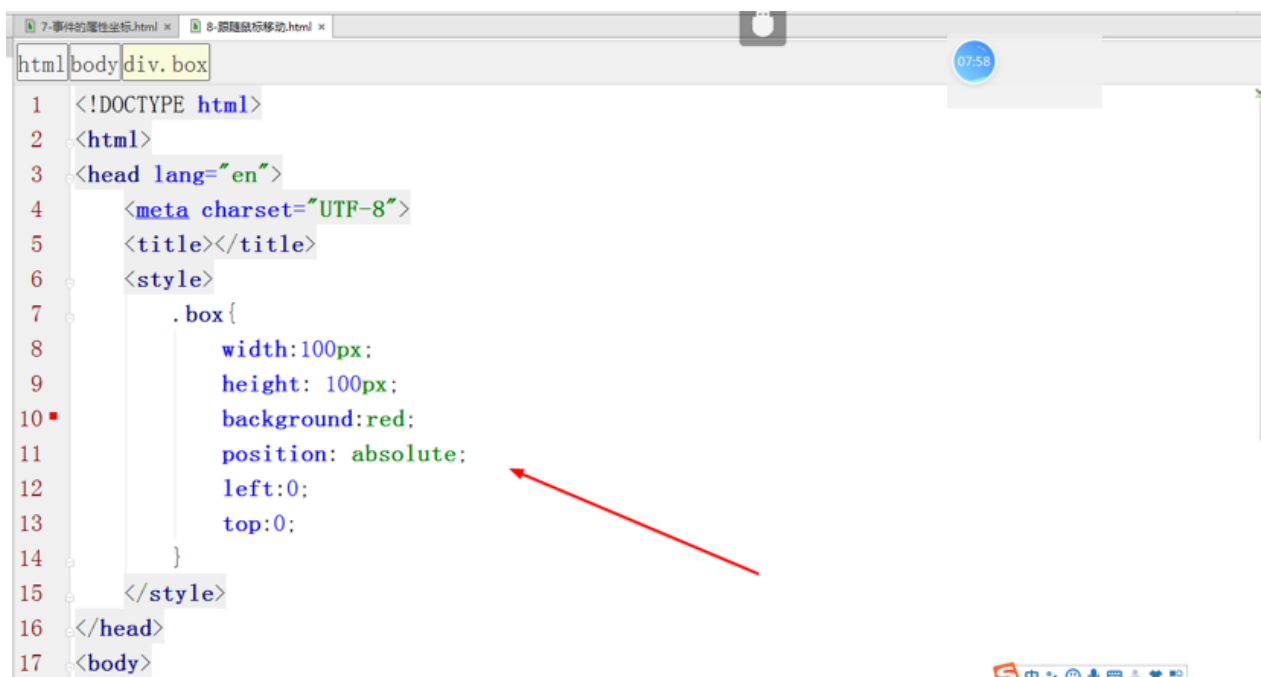 7-事件的属性坐标.html × 8-跟随鼠标移动.html ×
html body div.box
07:58
1 <!DOCTYPE html>
2 <html>
3 <head lang="en">
4 <meta charset="UTF-8">
5 <title></title>
6 <style>
7 .box{
8 width:100px;
9 height: 100px;
10 background:red;
11 position: absolute;
12 left:0;
13 top:0;
14 }
15 </style>
16 </head>
17 <body>